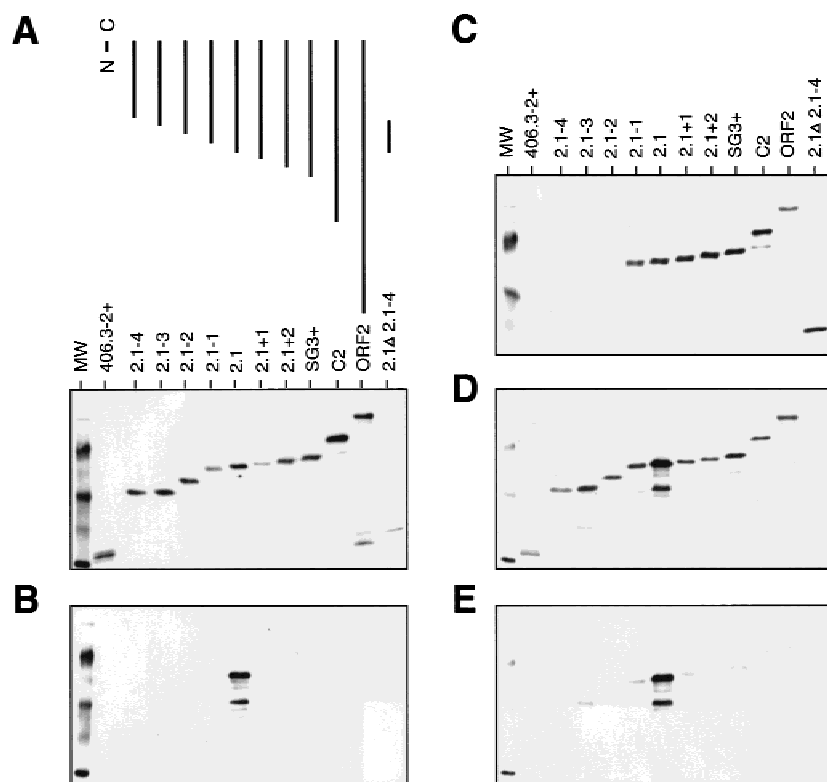 A
N – C
MW
406.3-2+
2.1-4
2.1-3
2.1-2
2.1-1
2.1
2.1+1
2.1+2
SG3+
C2
ORF2
2.1Δ 2.1-4
B
C
MW
406.3-2+
2.1-4
2.1-3
2.1-2
2.1-1
2.1
2.1+1
2.1+2
SG3+
C2
ORF2
2.1Δ 2.1-4
D
E